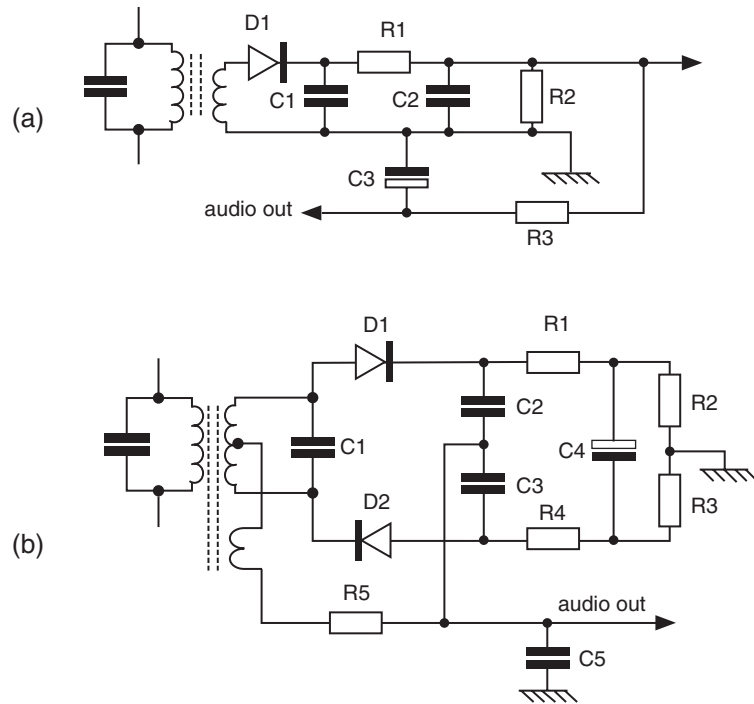 D1
R1
C1
C2
R2
(a)
C3
audio out
R3
D1
R1
C2
R2
C1
C4
C3
D2
R4
R3
(b)
R5
audio out
C5